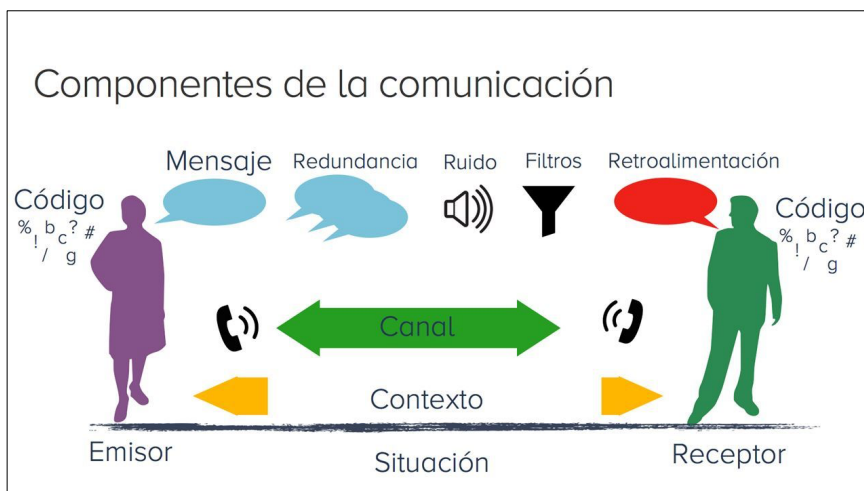 Componentes de la comunicación
Mensaje
Redundancia
Ruido
Filtros
Retroalimentación
Código
% ! b c ? #
/ g
Código
% ! b c ? #
/ g
Canal
Contexto
Emisor
Situación
Receptor